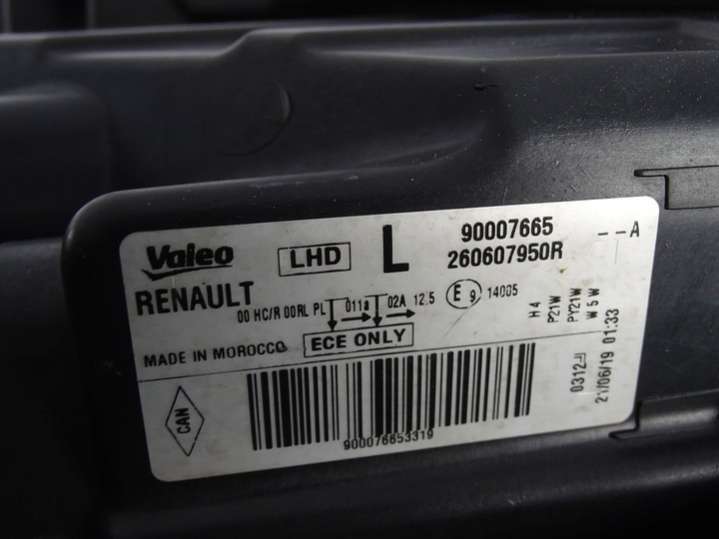 Valeo LHD L 90007665 --A
260607950R
RENAULT 00 HC/R 00RL PL 011a 02A 12.5 E 9 14005
MADE IN MOROCCO ECE ONLY
H4
P21W
PY21W
W5W
0312
21/06/19 01:33
CAN
900076653319